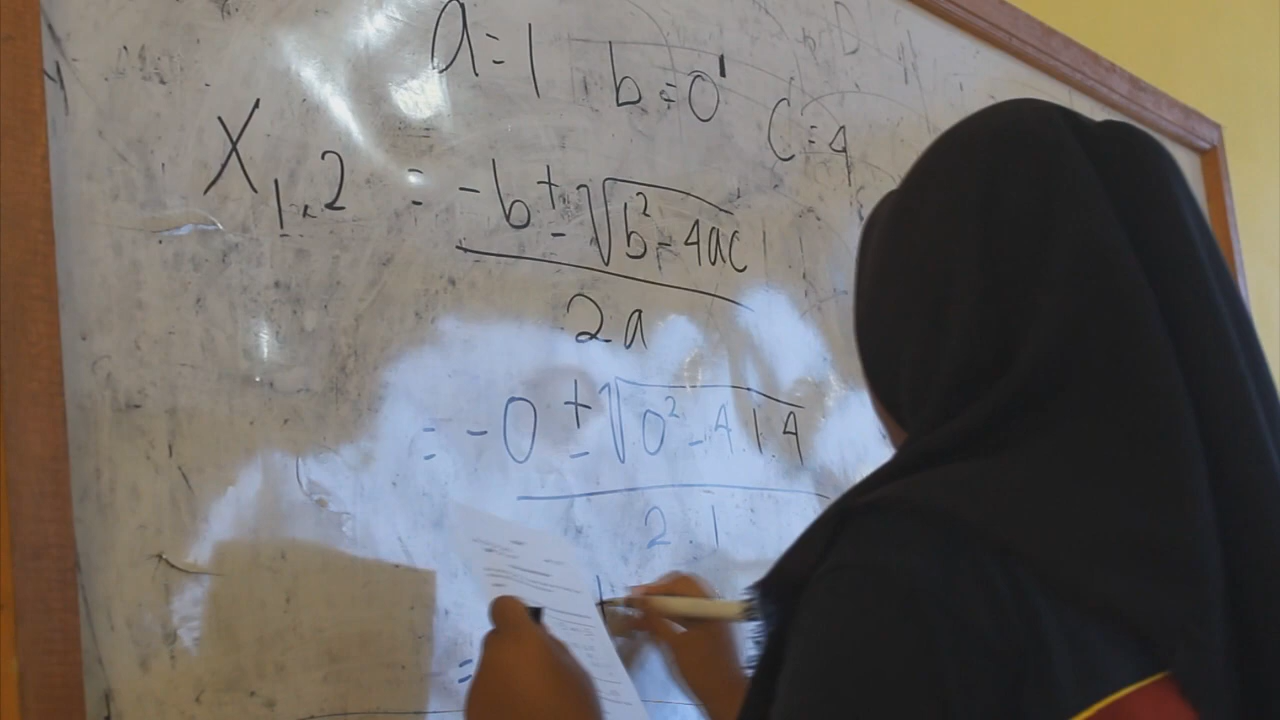 a = 1 b = 0 c = 4
X1,2 = -b ± √b² - 4ac
2a
= -0 ± √0² - 4.1.4
2.1
=